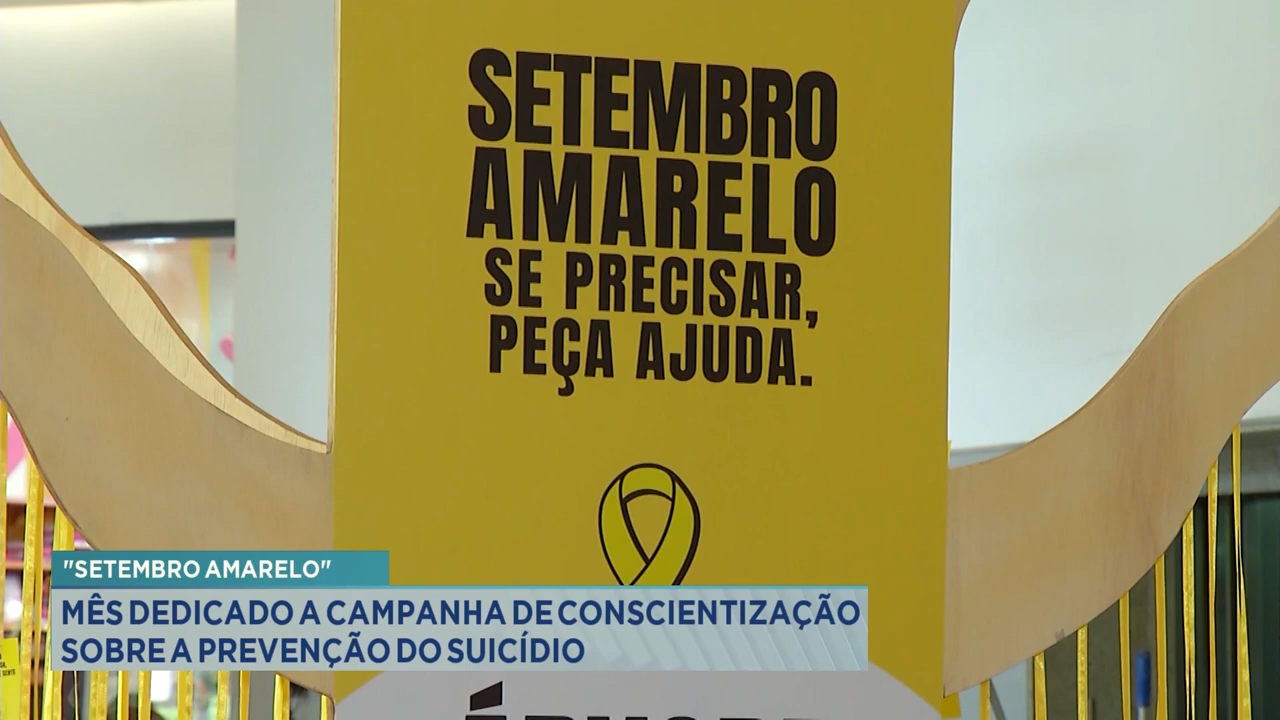 SETEMBRO
AMARELO
SE PRECISAR,
PEÇA AJUDA.
"SETEMBRO AMARELO"
MÊS DEDICADO A CAMPANHA DE CONSCIENTIZAÇÃO
SOBRE A PREVENÇÃO DO SUICÍDIO